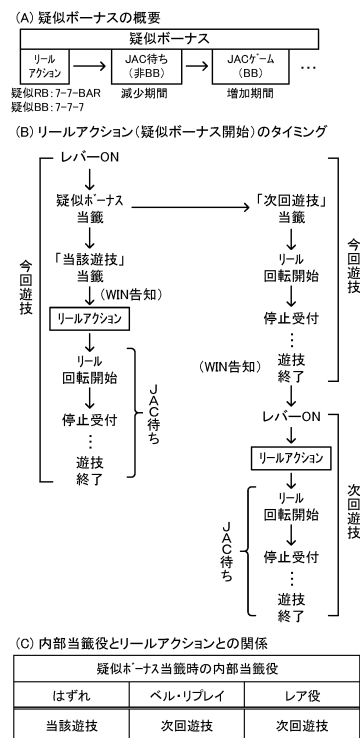 (A) 疑似ボーナスの概要
疑似ボーナス
リール
アクション
JAC待ち
(非BB)
JACゲーム
(BB)
…
疑似RB:7-7-BAR
疑似BB:7-7-7
減少期間
増加期間
(B) リールアクション(疑似ボーナス開始)のタイミング
今回遊技
レバーON
疑似ボーナス
当籤
「当該遊技」
当籤
(WIN告知)
リールアクション
リール
回転開始
停止受付
…
遊技
終了
JAC待ち
「次回遊技」
当籤
リール
回転開始
停止受付
…
遊技
終了
今回遊技
(WIN告知)
レバーON
リールアクション
リール
回転開始
停止受付
…
遊技
終了
JAC待ち
次回遊技
(C) 内部当籤役とリールアクションとの関係
疑似ボーナス当籤時の内部当籤役
はずれ ベル・リプレイ レア役
当該遊技 次回遊技 次回遊技